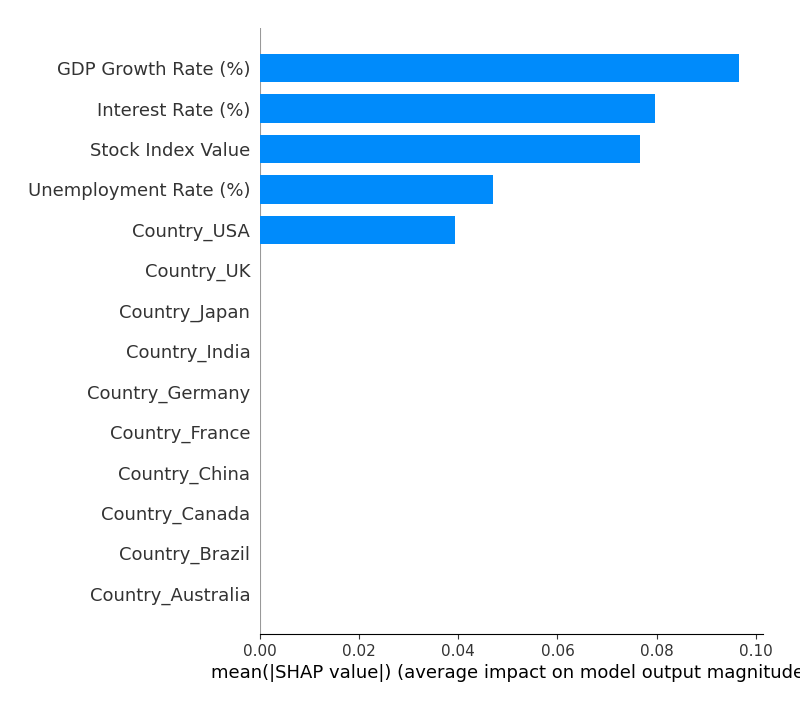 GDP Growth Rate (%)
Interest Rate (%)
Stock Index Value
Unemployment Rate (%)
Country_USA
Country_UK
Country_Japan
Country_India
Country_Germany
Country_France
Country_China
Country_Canada
Country_Brazil
Country_Australia
0.00 0.02 0.04 0.06 0.08 0.10
mean(|SHAP value|) (average impact on model output magnitude